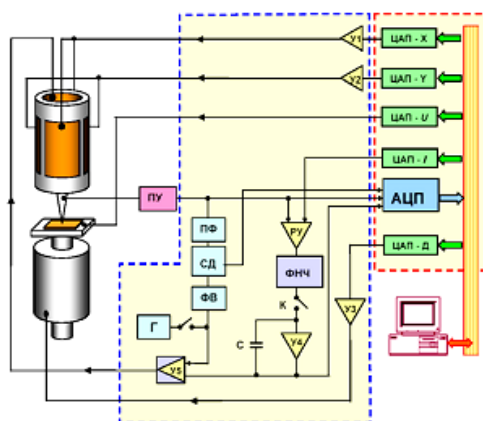 У1
ЦАП - X
У2
ЦАП - Y
ЦАП - U
ЦАП - I
ПУ
АЦП
ПФ
РУ
СД
ФНЧ
ЦАП - Д
ФВ
К
Г
У3
С
У4
У5